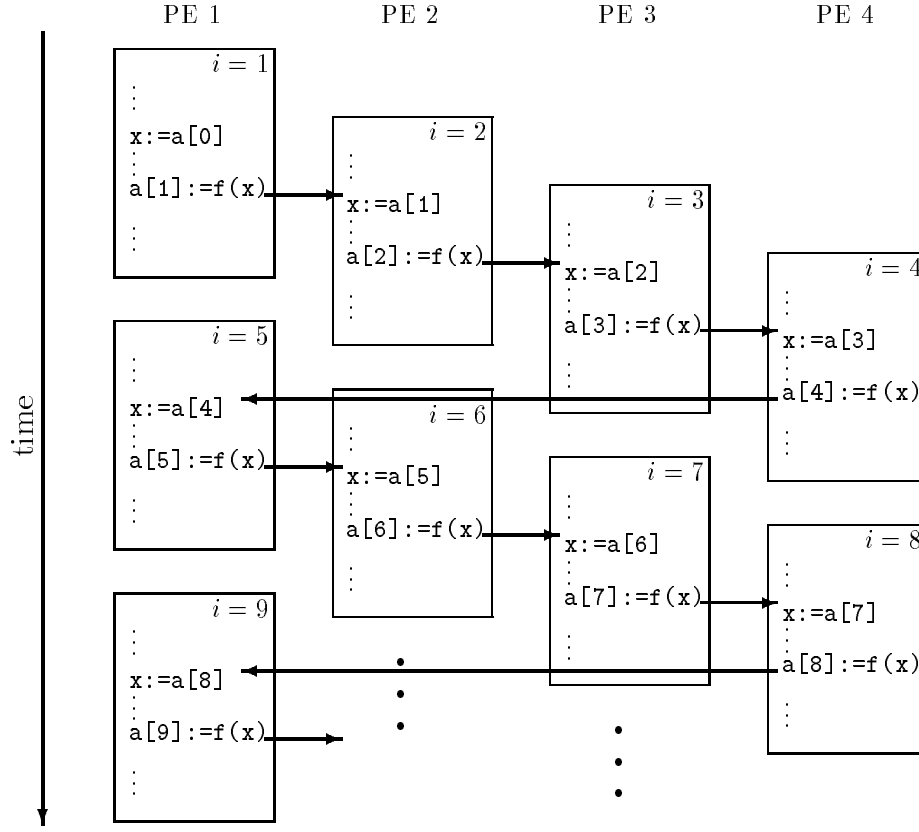 PE 1 PE 2 PE 3 PE 4
i = 1
x:=a[0]
a[1]:=f(x)
i = 2
x:=a[1]
a[2]:=f(x)
i = 3
x:=a[2]
a[3]:=f(x)
i = 4
x:=a[3]
a[4]:=f(x)
time
i = 5
x:=a[4]
a[5]:=f(x)
i = 6
x:=a[5]
a[6]:=f(x)
i = 7
x:=a[6]
a[7]:=f(x)
i = 8
x:=a[7]
a[8]:=f(x)
i = 9
x:=a[8]
a[9]:=f(x)